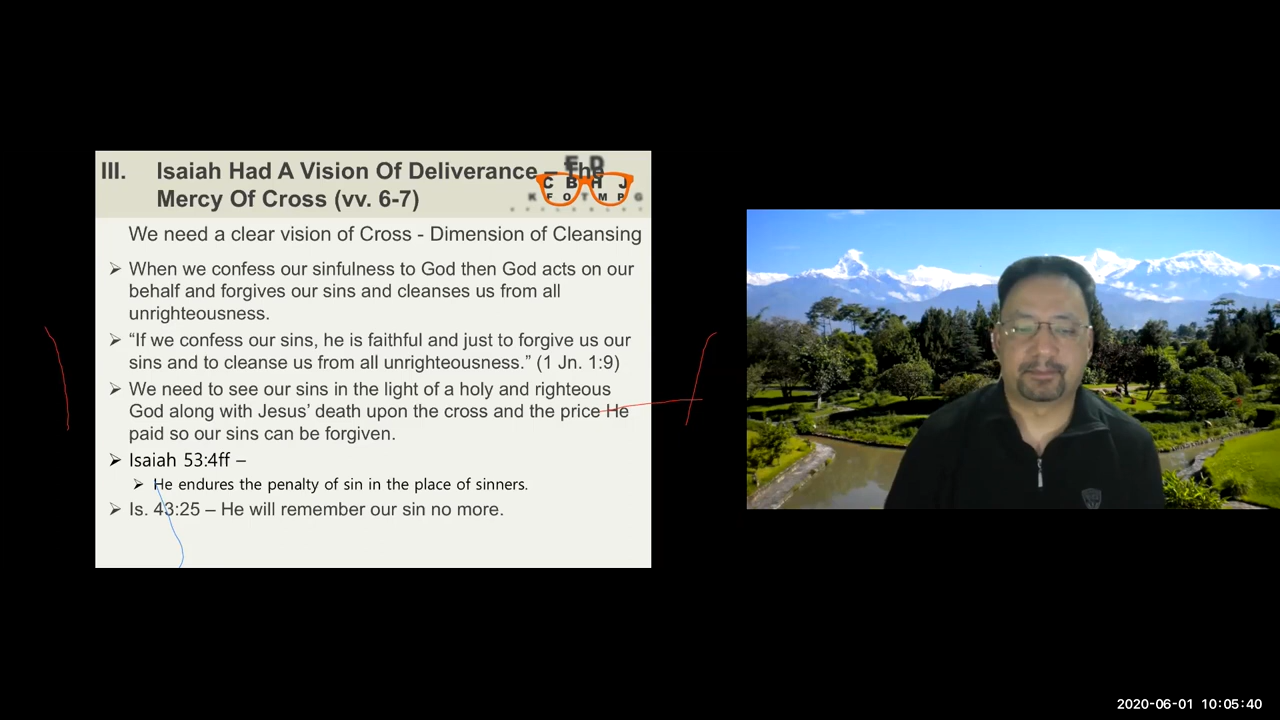 III. Isaiah Had A Vision Of Deliverance – The
Mercy Of Cross (vv. 6-7)
E D
C B H J
K F O T M P G
We need a clear vision of Cross - Dimension of Cleansing
➢ When we confess our sinfulness to God then God acts on our
behalf and forgives our sins and cleanses us from all
unrighteousness.
➢ “If we confess our sins, he is faithful and just to forgive us our
sins and to cleanse us from all unrighteousness.” (1 Jn. 1:9)
➢ We need to see our sins in the light of a holy and righteous
God along with Jesus’ death upon the cross and the price He
paid so our sins can be forgiven.
➢ Isaiah 53:4ff –
➢ He endures the penalty of sin in the place of sinners.
➢ Is. 43:25 – He will remember our sin no more.
2020-06-01 10:05:40